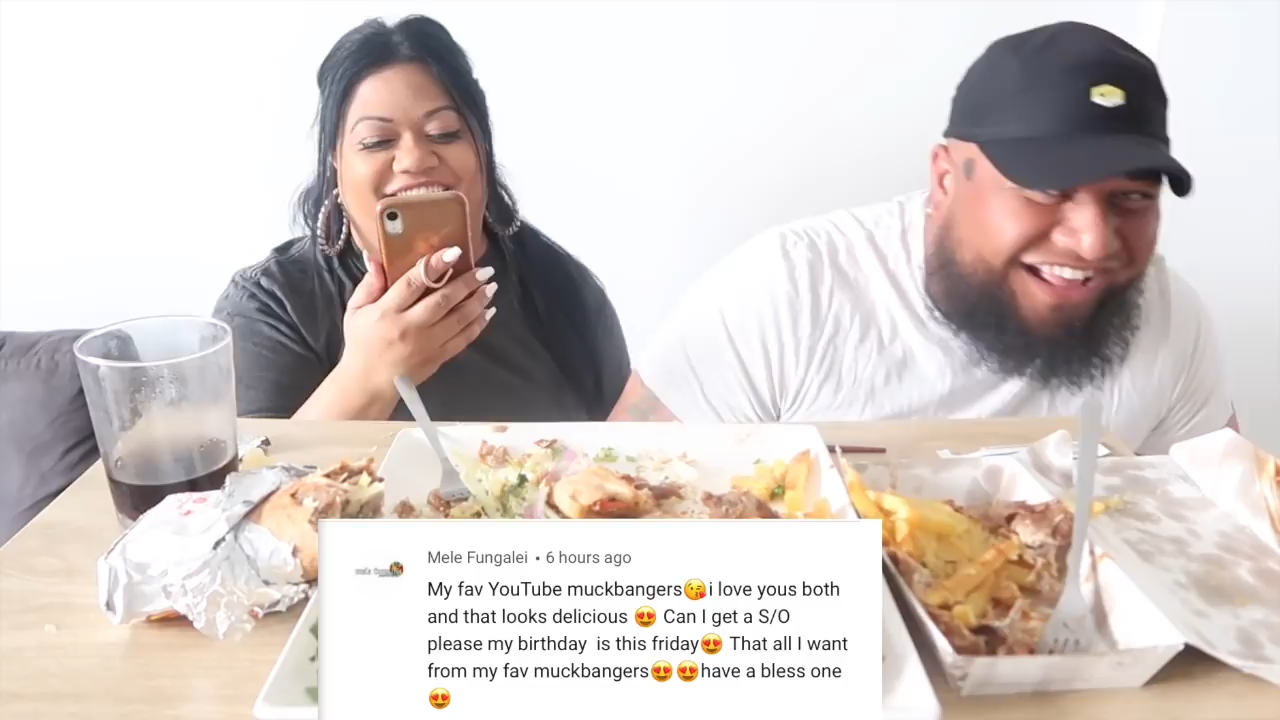 Mele Fungalei • 6 hours ago
My fav YouTube muckbangers😘i love yous both
and that looks delicious 😍 Can I get a S/O
please my birthday  is this friday😍 That all I want
from my fav muckbangers😍😍have a bless one
😍